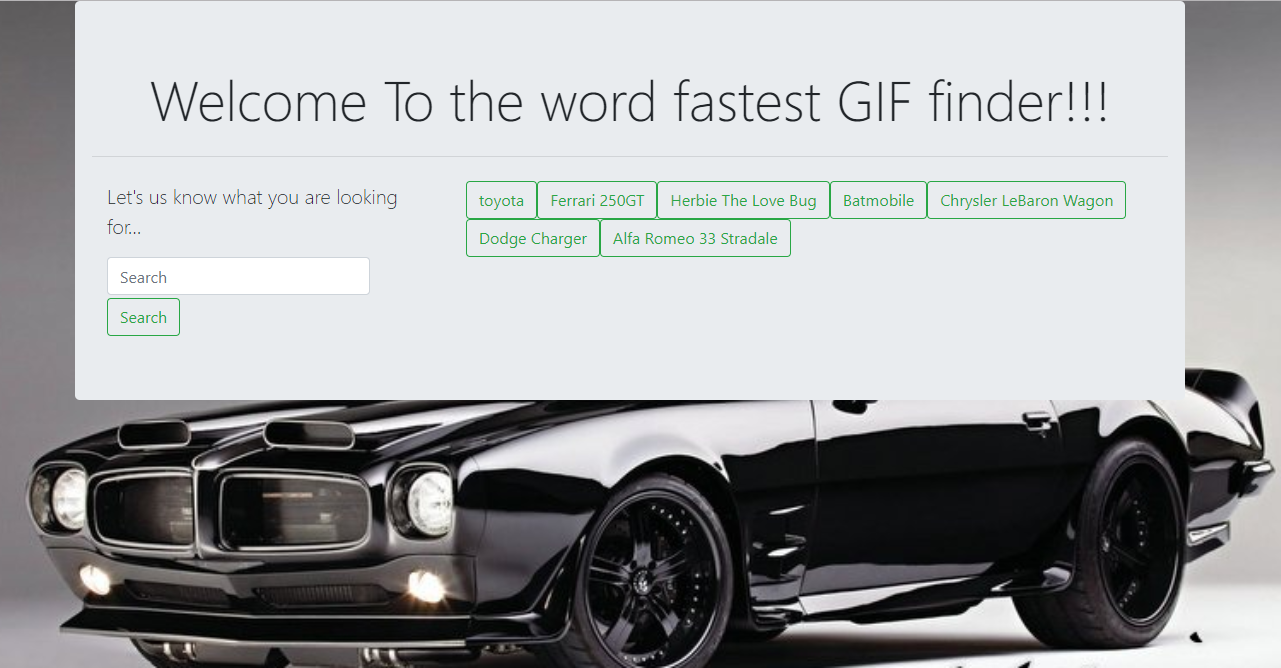 Welcome To the word fastest GIF finder!!!
Let's us know what you are looking
for...
Search
Search
toyota Ferrari 250GT Herbie The Love Bug Batmobile Chrysler LeBaron Wagon
Dodge Charger Alfa Romeo 33 Stradale